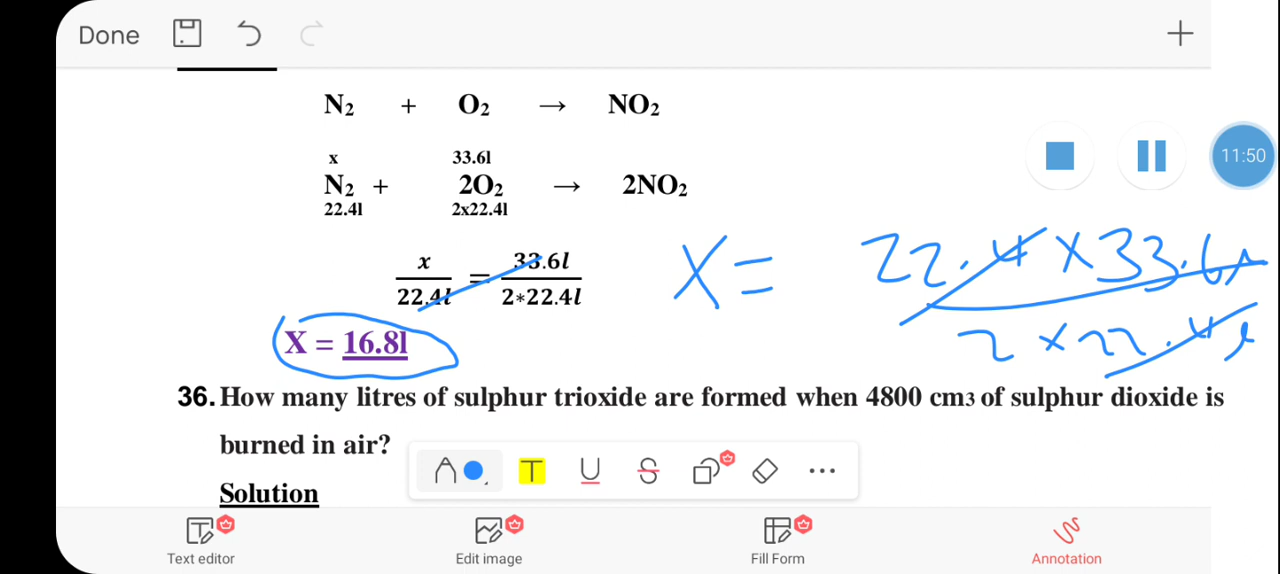 Done
N₂ + O₂ → NO₂
x 33.6l
N₂ + 2O₂ → 2NO₂
22.4l 2x22.4l
11:50
x/22.4l = 33.6l/2*22.4l
X = 22.4 x 33.6
2 x 22.4l
X = 16.8l
36. How many litres of sulphur trioxide are formed when 4800 cm3 of sulphur dioxide is
burned in air?
Solution
T U S
Text editor Edit image Fill Form Annotation